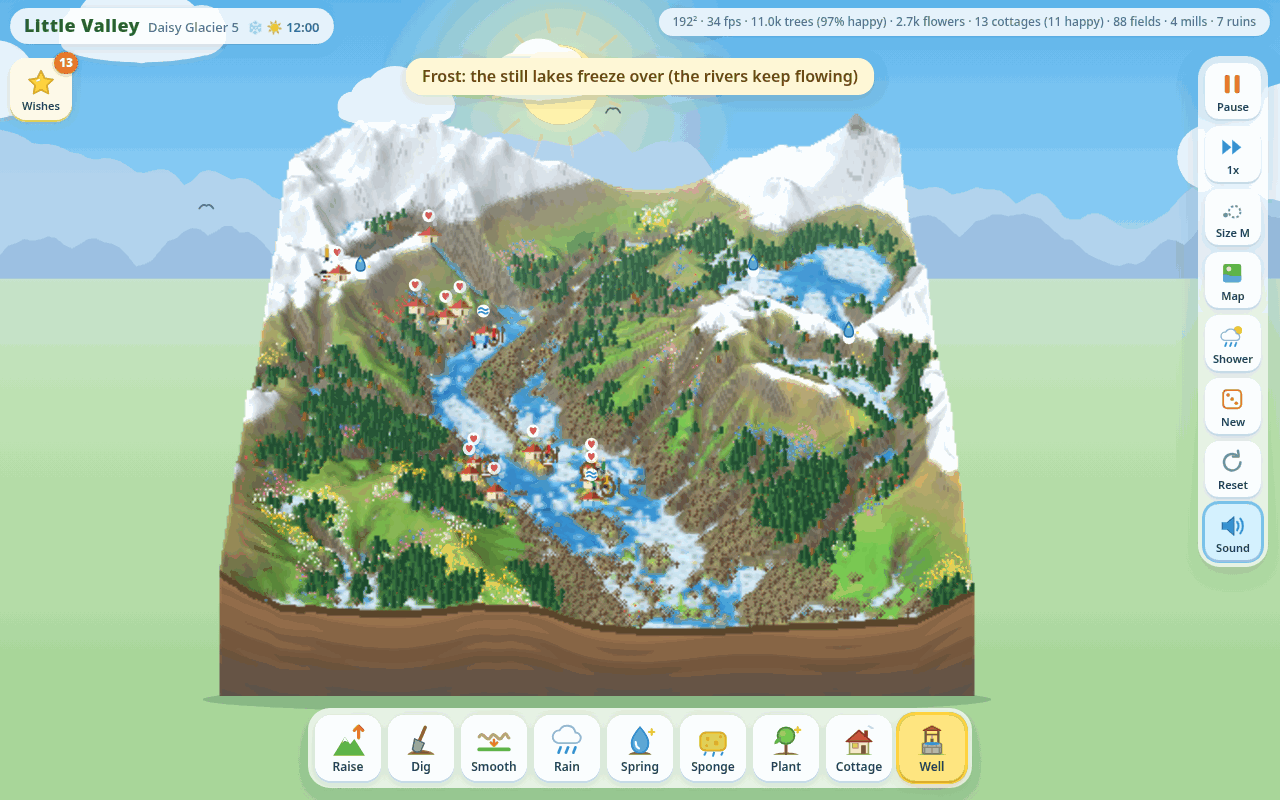 Little Valley Daisy Glacier 5 12:00
192² · 34 fps · 11.0k trees (97% happy) · 2.7k flowers · 13 cottages (11 happy) · 88 fields · 4 mills · 7 ruins
13
Wishes
Frost: the still lakes freeze over (the rivers keep flowing)
Pause
1x
Size M
Map
Shower
New
Reset
Sound
Raise Dig Smooth Rain Spring Sponge Plant Cottage Well